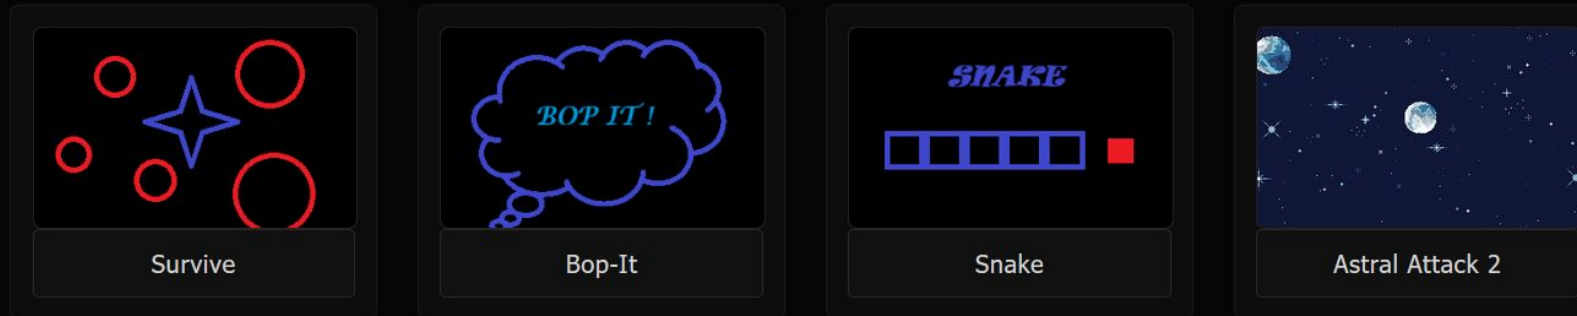 BOP IT !
SNAKE
Survive
Bop-It
Snake
Astral Attack 2